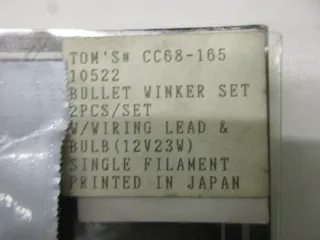 TOM'S# CC68-165
10522
BULLET WINKER SET
2PCS/SET
W/WIRING LEAD &
BULB(12V23W)
SINGLE FILAMENT
PRINTED IN JAPAN